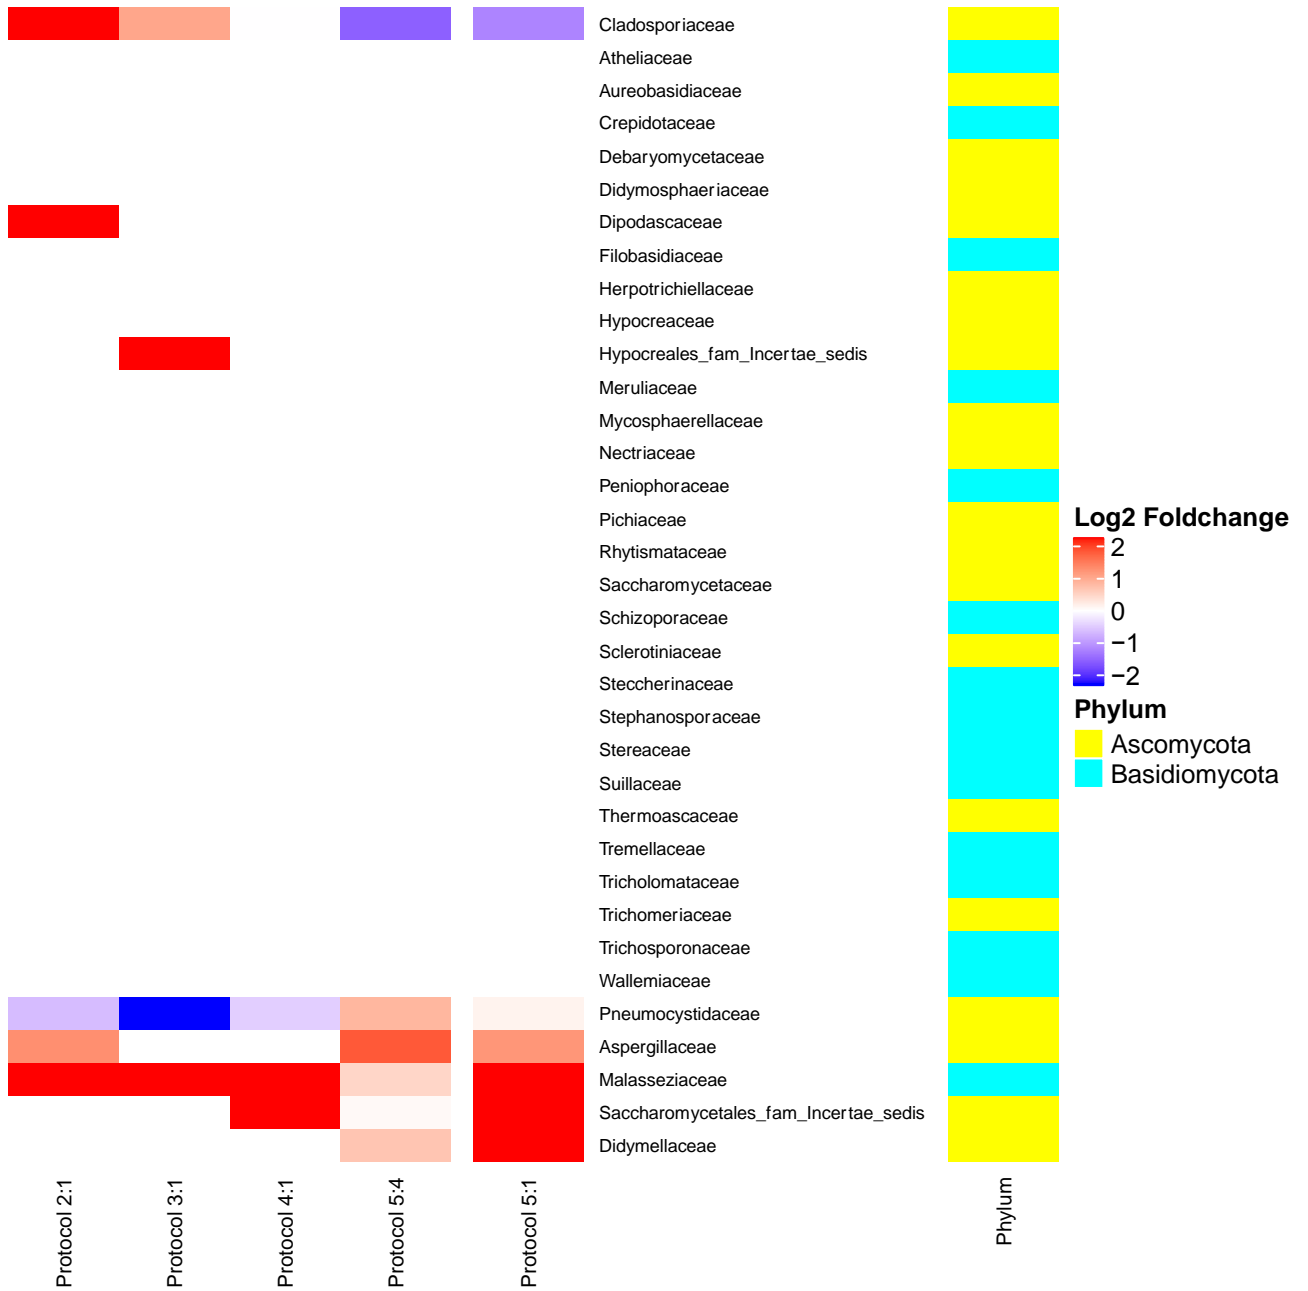 Cladosporiaceae
Atheliaceae
Aureobasidiaceae
Crepidotaceae
Debaryomycetaceae
Didymosphaeriaceae
Dipodascaceae
Filobasidiaceae
Herpotrichiellaceae
Hypocreaceae
Hypocreales_fam_Incertae_sedis
Meruliaceae
Mycosphaerellaceae
Nectriaceae
Peniophoraceae
Pichiaceae
Rhytismataceae
Saccharomycetaceae
Schizoporaceae
Sclerotiniaceae
Steccherinaceae
Stephanosporaceae
Stereaceae
Suillaceae
Thermoascaceae
Tremellaceae
Tricholomataceae
Trichomeriaceae
Trichosporonaceae
Wallemiaceae
Pneumocystidaceae
Aspergillaceae
Malasseziaceae
Saccharomycetales_fam_Incertae_sedis
Didymellaceae
Protocol 2:1
Protocol 3:1
Protocol 4:1
Protocol 5:4
Protocol 5:1
Phylum
Log2 Foldchange
2
1
0
−1
−2
Phylum
Ascomycota
Basidiomycota